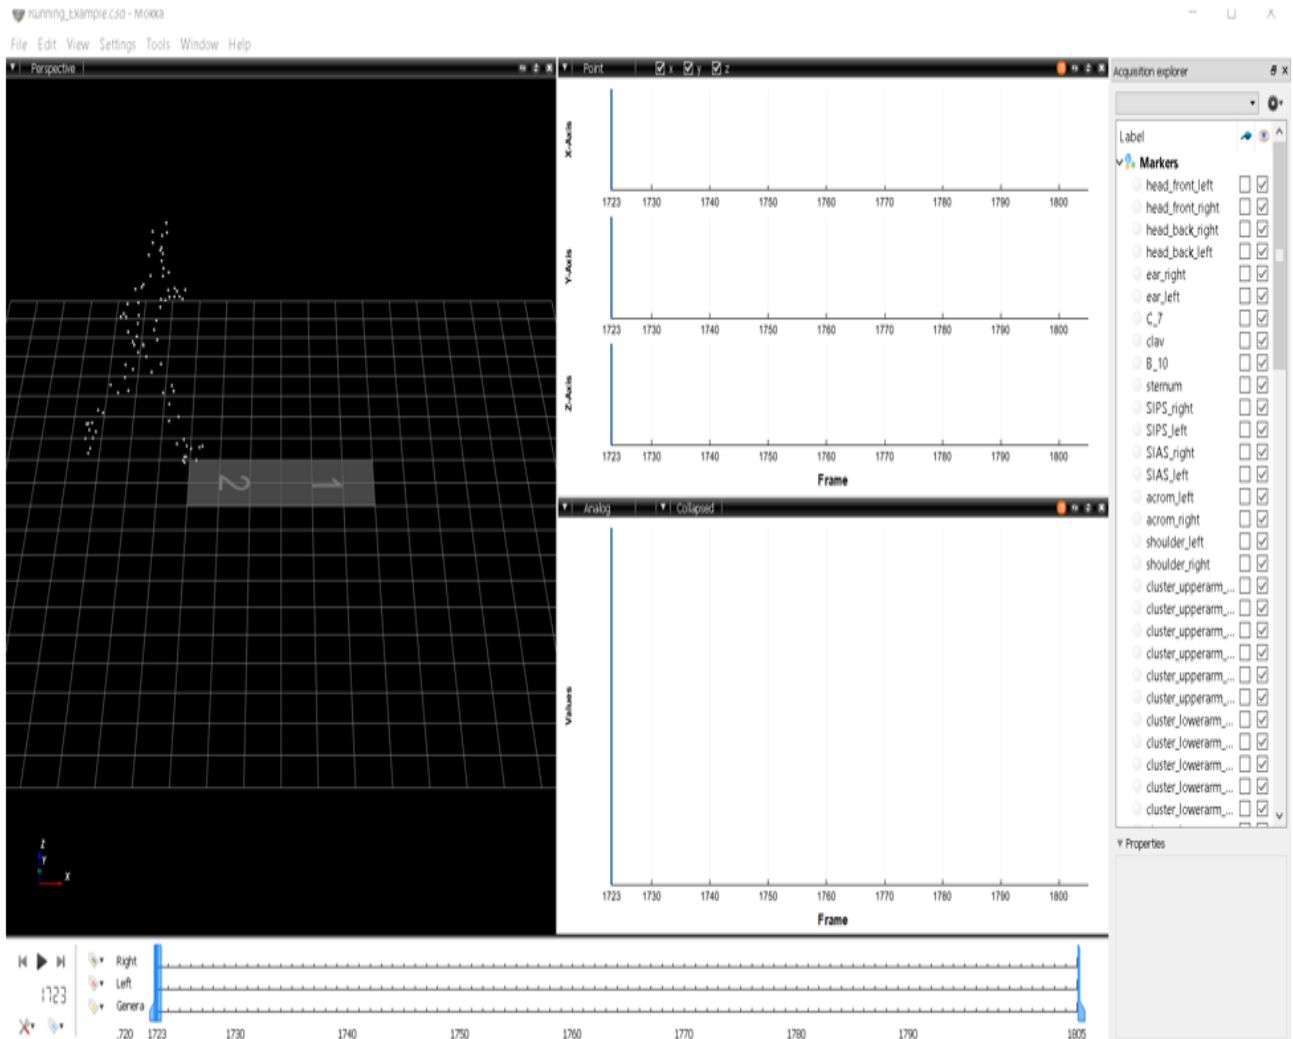 Running_Example.c3d - Mokka
File Edit View Settings Tools Window Help
Perspective
2 1
Z
Y
X
Point x y z
X-Axis
1723 1730 1740 1750 1760 1770 1780 1790 1800
Y-Axis
1723 1730 1740 1750 1760 1770 1780 1790 1800
Z-Axis
1723 1730 1740 1750 1760 1770 1780 1790 1800
Frame
Analog Collapsed
Values
1723 1730 1740 1750 1760 1770 1780 1790 1800
Frame
Acquisition explorer
Label
Markers
head_front_left
head_front_right
head_back_right
head_back_left
ear_right
ear_left
C_7
clav
B_10
sternum
SIPS_right
SIPS_left
SIAS_right
SIAS_left
acrom_left
acrom_right
shoulder_left
shoulder_right
cluster_upperarm_...
cluster_upperarm_...
cluster_upperarm_...
cluster_upperarm_...
cluster_upperarm_...
cluster_upperarm_...
cluster_lowerarm_...
cluster_lowerarm_...
cluster_lowerarm_...
cluster_lowerarm_...
cluster_lowerarm_...
Properties
Right
Left
Genera
1723
.720 1723 1730 1740 1750 1760 1770 1780 1790 1805